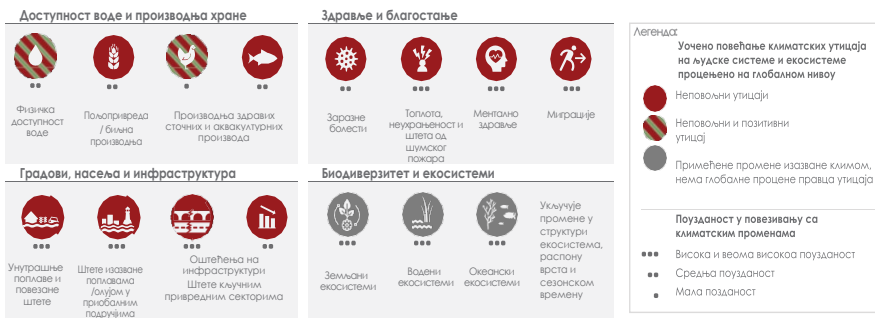 Доступност воде и производња хране
Физичка
доступност
воде
Пољопривреда
/ биљна
производња
Производња здравих
сточних и аквакултурних
производа
Здравље и благостање
Заразне
болести
Топлота,
неухрањеност и
штета од
шумског
пожара
Ментално
здравље
Миграције
Градови, насеља и инфраструктура
Унутрашње
поплаве и
повезане
штете
Штете изазване
поплавама
/олујом у
приобалним
подручјима
Оштећења на
инфраструктури
Штете кључним
привредним секторима
Биодиверзитет и екосистеми
Земљани
екосистеми
Водени
екосистеми
Океански
екосистеми
Укључује
промене у
структури
екосистема,
распону
врста и
сезонском
времену
Легенда:
Уочено повећање климатских утицаја
на људске системе и екосистеме
процењено на глобалном нивоу
Неповољни утицаји
Неповољни и позитивни
утицај
Примећене промене изазване климом,
нема глобалне процене правца утицаја
Поузданост у повезивању са
климатским променама
Висока и веома високоа поузданост
Средња поузданост
Мала позданост